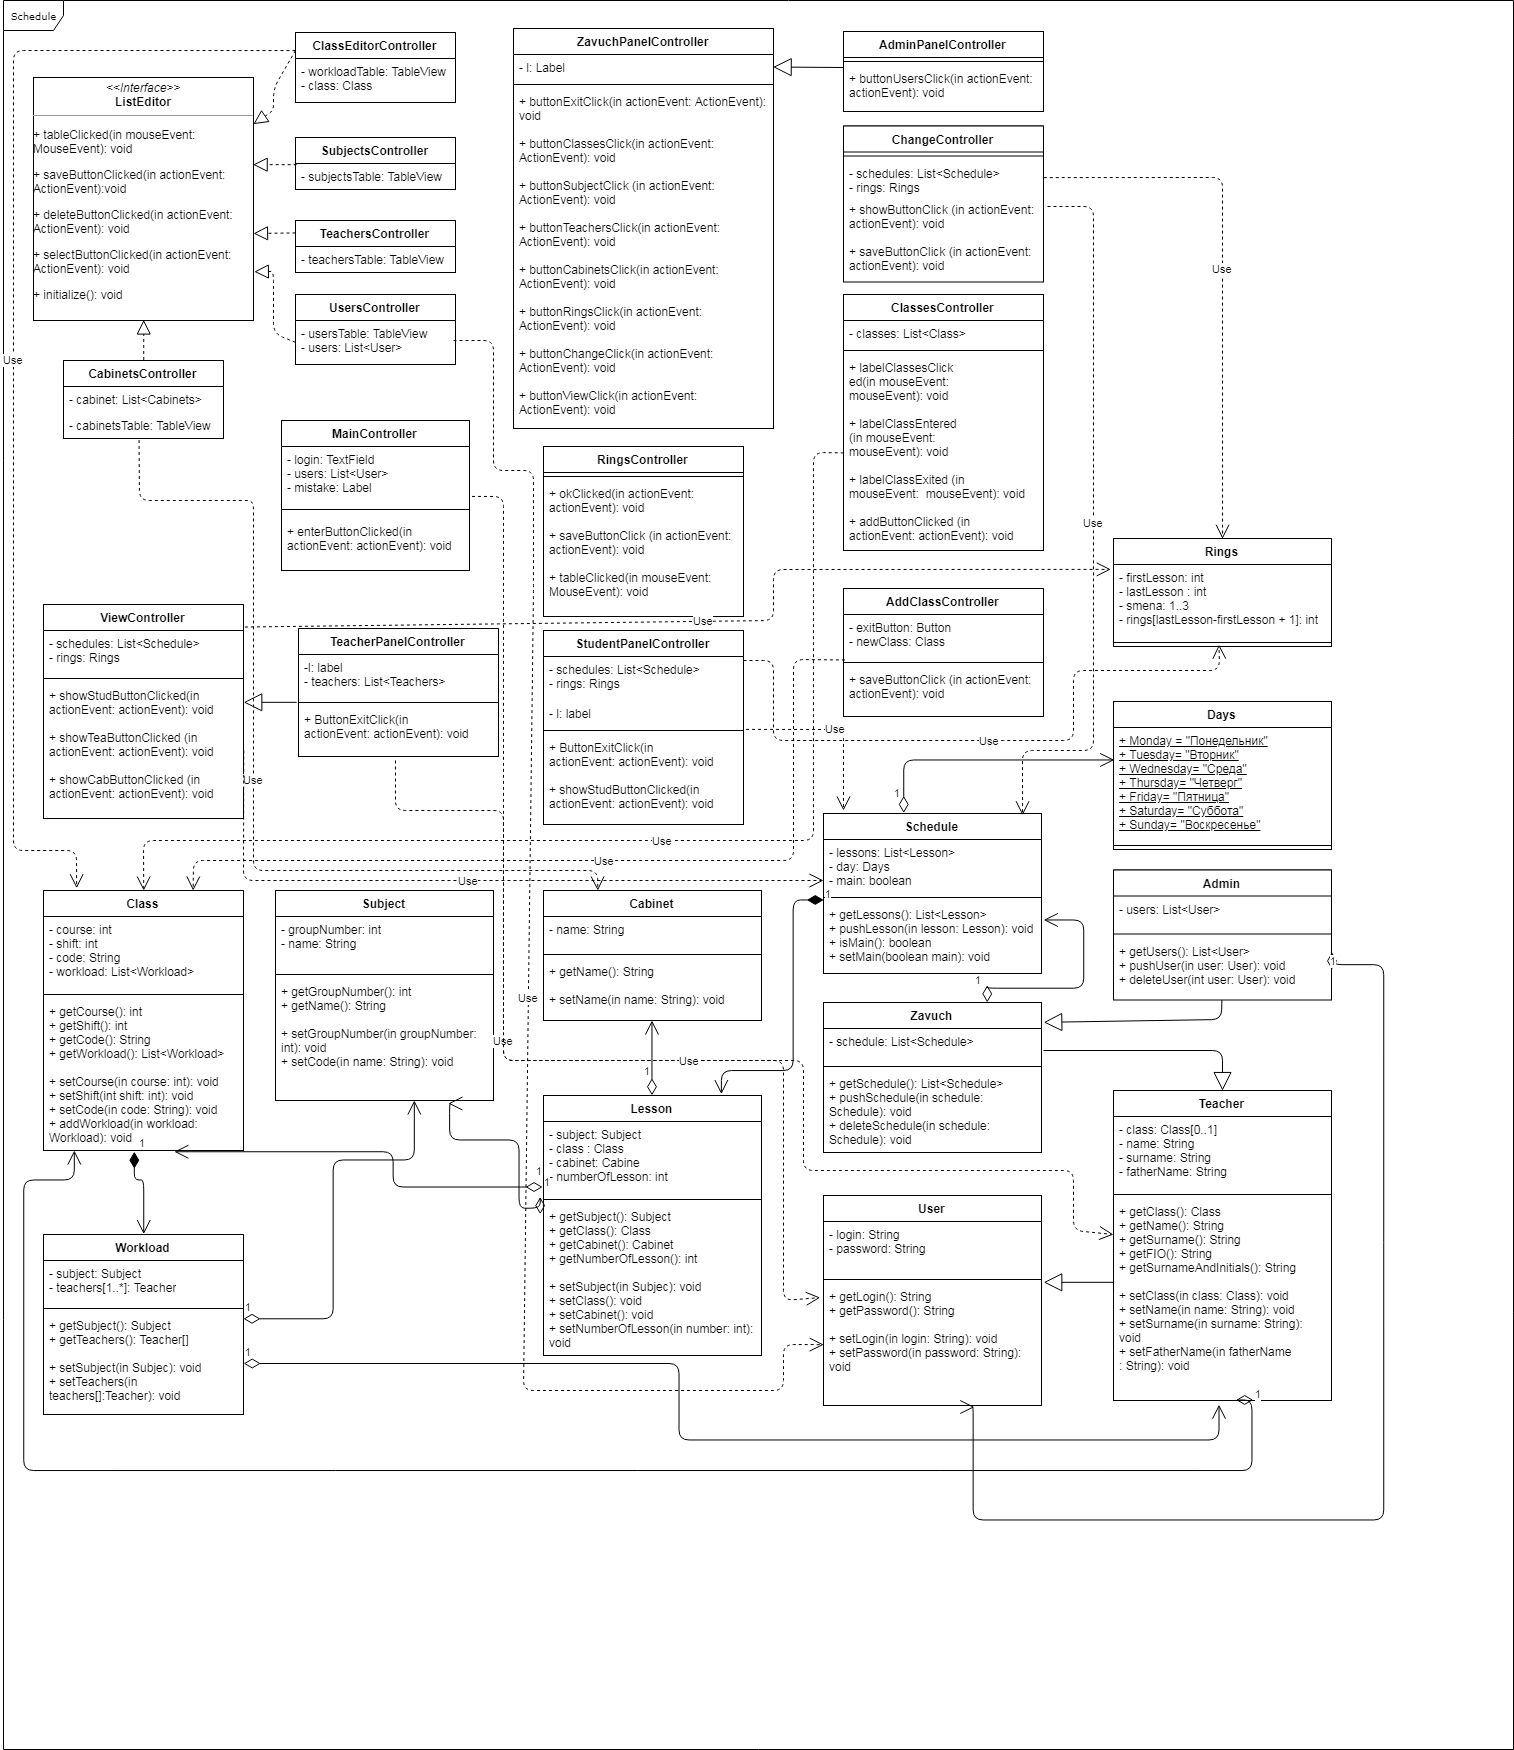 Schedule
<<Interface>>
ListEditor
+ tableClicked(in mouseEvent:
MouseEvent): void
+ saveButtonClicked(in actionEvent:
ActionEvent):void
+ deleteButtonClicked(in actionEvent:
ActionEvent): void
+ selectButtonClicked(in actionEvent:
ActionEvent): void
+ initialize(): void
ClassEditorController
- workloadTable: TableView
- class: Class
SubjectsController
- subjectsTable: TableView
TeachersController
- teachersTable: TableView
UsersController
- usersTable: TableView
- users: List<User>
Use
CabinetsController
- cabinet: List<Cabinets>
- cabinetsTable: TableView
MainController
- login: TextField
- users: List<User>
- mistake: Label
+ enterButtonClicked(in
actionEvent: actionEvent): void
ZavuchPanelController
- l: Label
+ buttonExitClick(in actionEvent: ActionEvent):
void
+ buttonClassesClick(in actionEvent:
ActionEvent): void
+ buttonSubjectClick (in actionEvent:
ActionEvent): void
+ buttonTeachersClick(in actionEvent:
ActionEvent): void
+ buttonCabinetsClick(in actionEvent:
ActionEvent): void
+ buttonRingsClick(in actionEvent:
ActionEvent): void
+ buttonChangeClick(in actionEvent:
ActionEvent): void
+ buttonViewClick(in actionEvent:
ActionEvent): void
AdminPanelController
+ buttonUsersClick(in actionEvent:
actionEvent): void
ChangeController
- schedules: List<Schedule>
- rings: Rings
+ showButtonClick (in actionEvent:
actionEvent): void
+ saveButtonClick (in actionEvent:
actionEvent): void
Use
ClassesController
- classes: List<Class>
+ labelClassesClick
ed(in mouseEvent:
mouseEvent): void
+ labelClassEntered
(in mouseEvent:
mouseEvent): void
+ labelClassExited (in
mouseEvent:  mouseEvent): void
+ addButtonClicked (in
actionEvent: actionEvent): void
Use
RingsController
+ okClicked(in actionEvent:
actionEvent): void
+ saveButtonClick (in actionEvent:
actionEvent): void
+ tableClicked(in mouseEvent:
MouseEvent): void
Rings
- firstLesson: int
- lastLesson : int
- smena: 1..3
- rings[lastLesson-firstLesson + 1]: int
ViewController
- schedules: List<Schedule>
- rings: Rings
+ showStudButtonClicked(in
actionEvent: actionEvent): void
+ showTeaButtonClicked (in
actionEvent: actionEvent): void
+ showCabButtonClicked (in
actionEvent: actionEvent): void
Use
TeacherPanelController
-l: label
- teachers: List<Teachers>
+ ButtonExitClick(in
actionEvent: actionEvent): void
Use
StudentPanelController
- schedules: List<Schedule>
- rings: Rings
- l: label
+ ButtonExitClick(in
actionEvent: actionEvent): void
+ showStudButtonClicked(in
actionEvent: actionEvent): void
AddClassController
- exitButton: Button
- newClass: Class
+ saveButtonClick (in actionEvent:
actionEvent): void
Use
Use
Days
+ Monday = "Понедельник"
+ Tuesday= "Вторник"
+ Wednesday= "Среда"
+ Thursday= "Четверг"
+ Friday= "Пятница"
+ Saturday= "Суббота"
+ Sunday= "Воскресенье"
1
Use
Use
Use
Schedule
- lessons: List<Lesson>
- day: Days
- main: boolean
+ getLessons(): List<Lesson>
+ pushLesson(in lesson: Lesson): void
+ isMain(): boolean
+ setMain(boolean main): void
1
1
Admin
- users: List<User>
+ getUsers(): List<User>
+ pushUser(in user: User): void
+ deleteUser(int user: User): void
1
Class
- course: int
- shift: int
- code: String
- workload: List<Workload>
+ getCourse(): int
+ getShift(): int
+ getCode(): String
+ getWorkload(): List<Workload>
+ setCourse(in course: int): void
+ setShift(int shift: int): void
+ setCode(in code: String): void
+ addWorkload(in workload:
Workload): void
1
Subject
- groupNumber: int
- name: String
+ getGroupNumber(): int
+ getName(): String
+ setGroupNumber(in groupNumber:
int): void
+ setCode(in name: String): void
Use
Use
Cabinet
- name: String
+ getName(): String
+ setName(in name: String): void
Use
1
Zavuch
- schedule: List<Schedule>
+ getSchedule(): List<Schedule>
+ pushSchedule(in schedule:
Schedule): void
+ deleteSchedule(in schedule:
Schedule): void
Lesson
- subject: Subject
- class : Class
- cabinet: Cabine
- numberOfLesson: int
+ getSubject(): Subject
+ getClass(): Class
+ getCabinet(): Cabinet
+ getNumberOfLesson(): int
+ setSubject(in Subjec): void
+ setClass(): void
+ setCabinet(): void
+ setNumberOfLesson(in number: int):
void
1
1
Teacher
- class: Class[0..1]
- name: String
- surname: String
- fatherName: String
+ getClass(): Class
+ getName(): String
+ getSurname(): String
+ getFIO(): String
+ getSurnameAndInitials(): String
+ setClass(in class: Class): void
+ setName(in name: String): void
+ setSurname(in surname: String):
void
+ setFatherName(in fatherName
: String): void
1
User
- login: String
- password: String
+ getLogin(): String
+ getPassword(): String
+ setLogin(in login: String): void
+ setPassword(in password: String):
void
Workload
- subject: Subject
- teachers[1..*]: Teacher
+ getSubject(): Subject
+ getTeachers(): Teacher[]
+ setSubject(in Subjec): void
+ setTeachers(in
teachers[]:Teacher): void
1
1